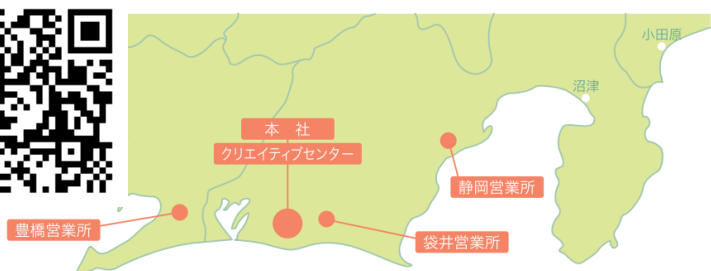 小田原
沼津
本 社
クリエイティブセンター
静岡営業所
豊橋営業所
袋井営業所